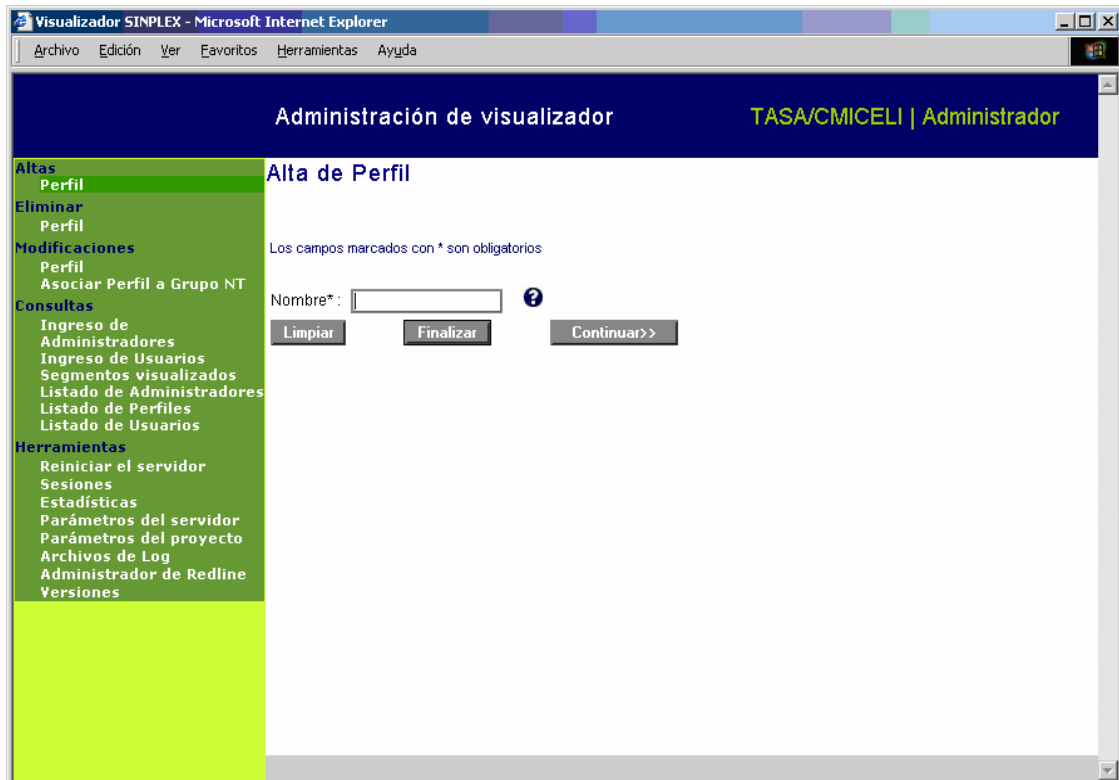 Visualizador SINPLEX - Microsoft Internet Explorer
Archivo Edición Ver Favoritos Herramientas Ayuda
Administración de visualizador
TASA/CMICELI | Administrador
Altas
Perfil
Eliminar
Perfil
Modificaciones
Perfil
Asociar Perfil a Grupo NT
Consultas
Ingreso de
Administradores
Ingreso de Usuarios
Segmentos visualizados
Listado de Administradores
Listado de Perfiles
Listado de Usuarios
Herramientas
Reiniciar el servidor
Sesiones
Estadísticas
Parámetros del servidor
Parámetros del proyecto
Archivos de Log
Administrador de Redline
Versiones
Alta de Perfil
Los campos marcados con * son obligatorios
Nombre* : ?
Limpiar Finalizar Continuar>>